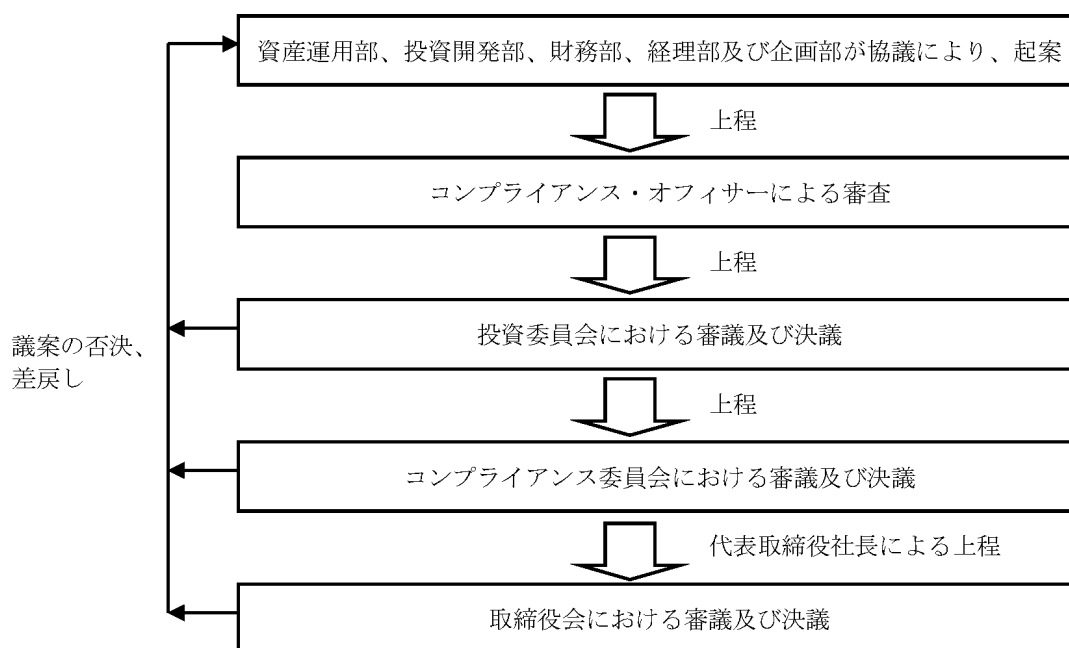 資産運用部、投資開発部、財務部、経理部及び企画部が協議により、起案
上程
コンプライアンス・オフィサーによる審査
上程
投資委員会における審議及び決議
議案の否決、
差戻し
上程
コンプライアンス委員会における審議及び決議
代表取締役社長による上程
取締役会における審議及び決議